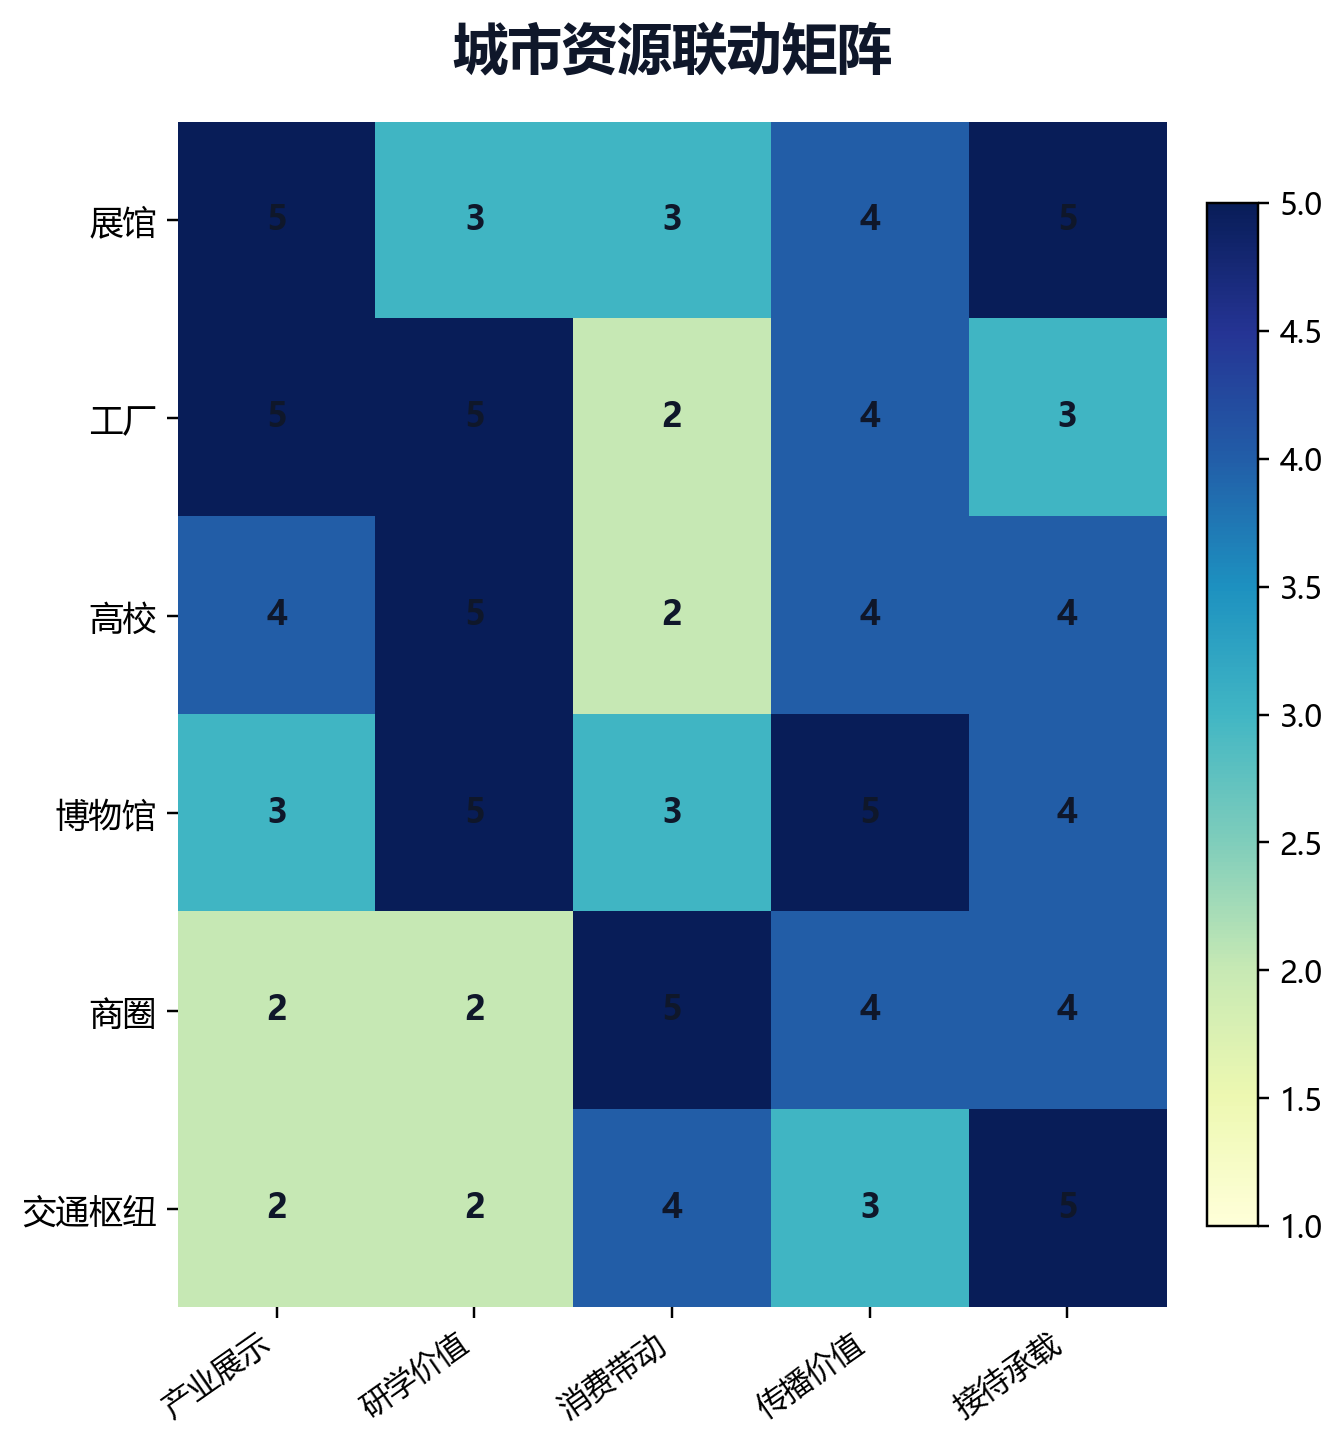 城市资源联动矩阵
展馆 5 3 3 4 5
工厂 5 5 2 4 3
高校 4 5 2 4 4
博物馆 3 5 3 5 4
商圈 2 2 5 4 4
交通枢纽 2 2 4 3 5
产业展示 研学价值 消费带动 传播价值 接待承载
5.0
4.5
4.0
3.5
3.0
2.5
2.0
1.5
1.0